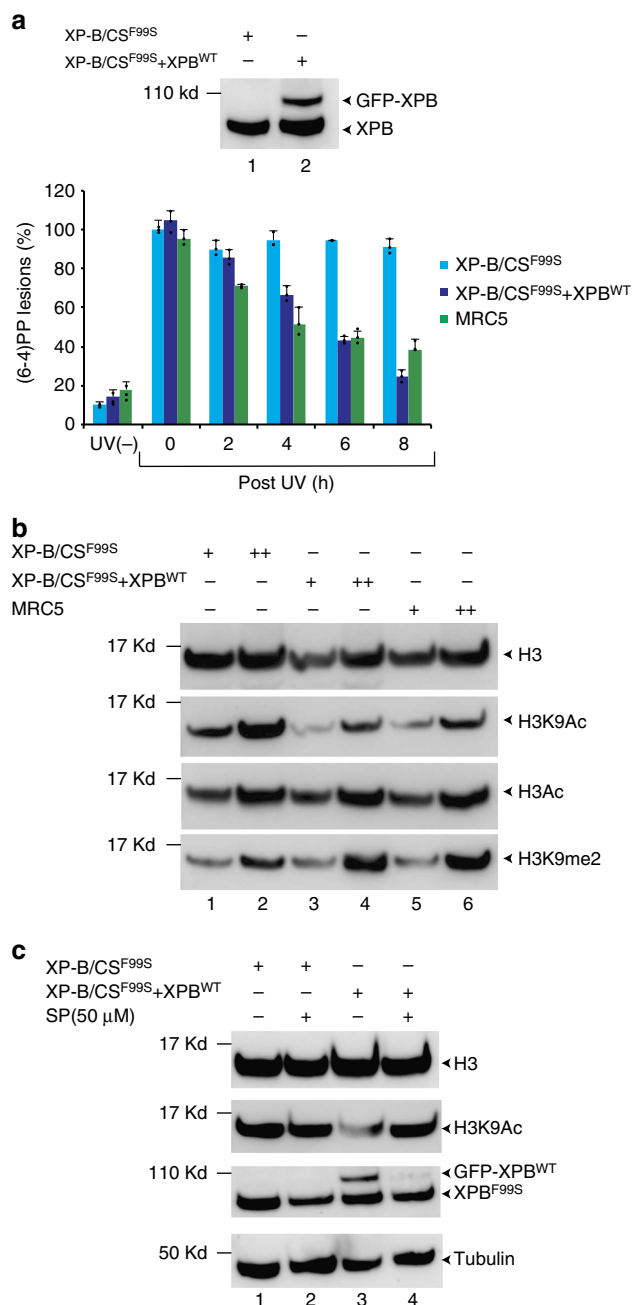 a
XP-B/CS^F99S + –
XP-B/CS^F99S+XPB^WT – +
110 kd
GFP-XPB
XPB
1 2
120
100
80
60
40
20
0
(6-4)PP lesions (%)
UV(–) 0 2 4 6 8
Post UV (h)
XP-B/CS^F99S
XP-B/CS^F99S+XPB^WT
MRC5
b
XP-B/CS^F99S + ++ – – – –
XP-B/CS^F99S+XPB^WT – – + ++ – –
MRC5 – – – – + ++
17 Kd
H3
17 Kd
H3K9Ac
17 Kd
H3Ac
17 Kd
H3K9me2
1 2 3 4 5 6
c
XP-B/CS^F99S + + – –
XP-B/CS^F99S+XPB^WT – – + +
SP(50 µM) – + – +
17 Kd
H3
17 Kd
H3K9Ac
110 Kd
GFP-XPB^WT
XPB^F99S
50 Kd
Tubulin
1 2 3 4